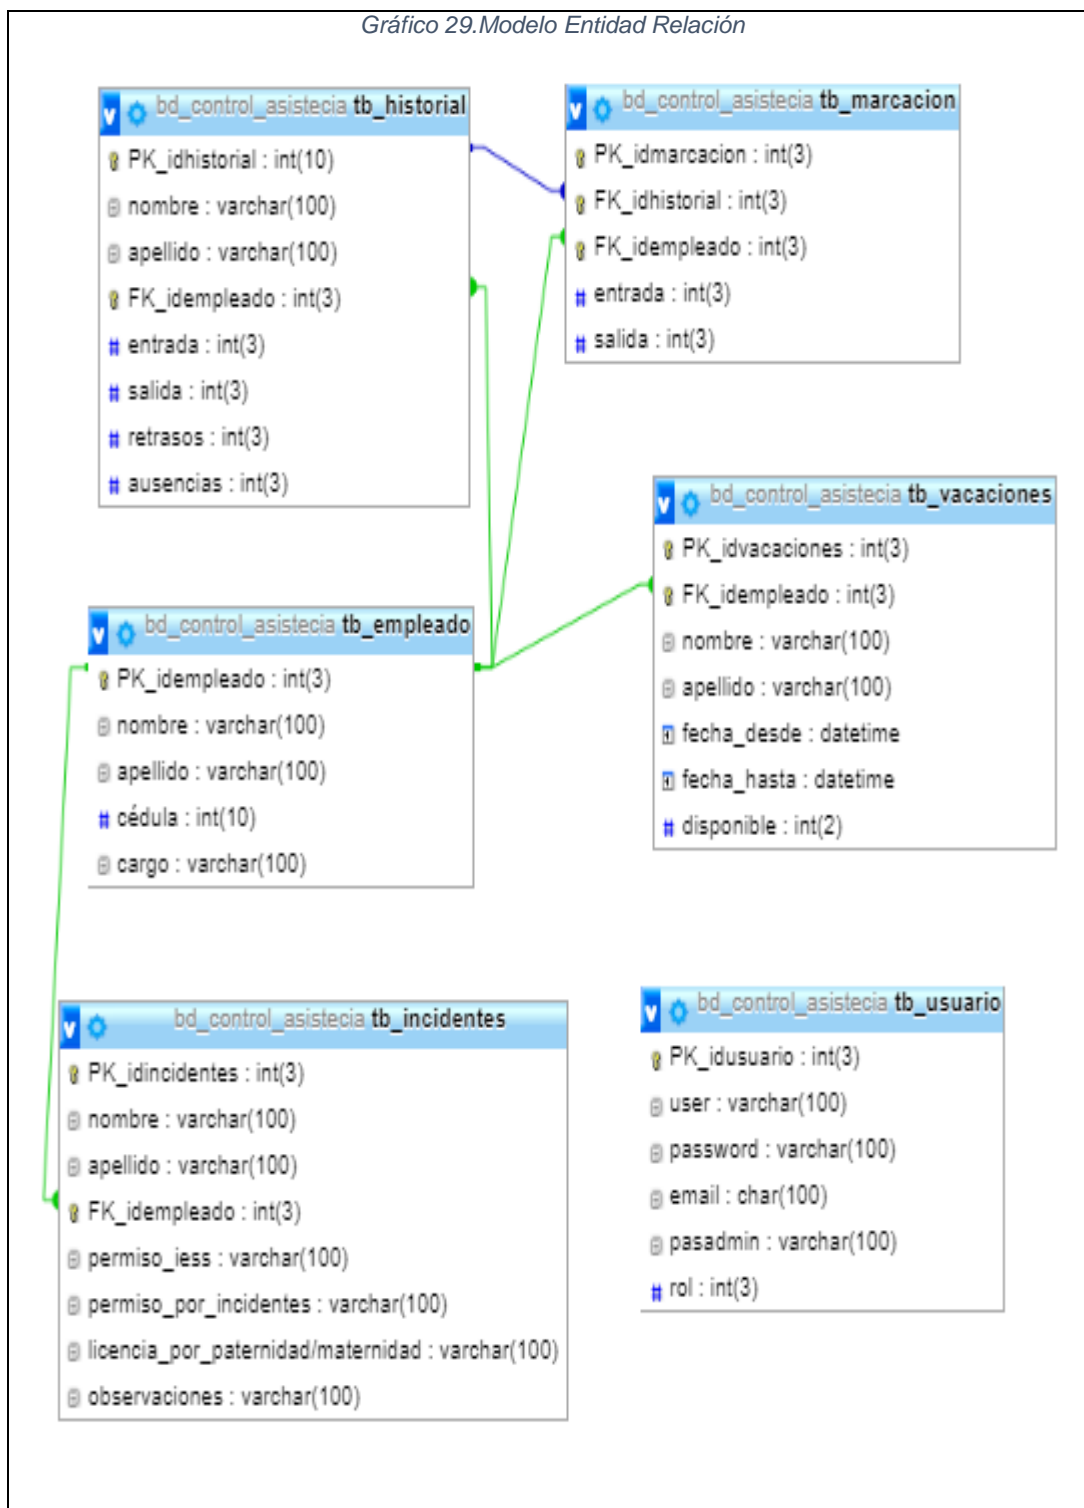 Gráfico 29.Modelo Entidad Relación
bd_control_asistecia tb_historial
PK_idhistorial : int(10)
nombre : varchar(100)
apellido : varchar(100)
FK_idempleado : int(3)
entrada : int(3)
salida : int(3)
retrasos : int(3)
ausencias : int(3)
bd_control_asistecia tb_marcacion
PK_idmarcacion : int(3)
FK_idhistorial : int(3)
FK_idempleado : int(3)
entrada : int(3)
salida : int(3)
bd_control_asistecia tb_vacaciones
PK_idvacaciones : int(3)
FK_idempleado : int(3)
nombre : varchar(100)
apellido : varchar(100)
fecha_desde : datetime
fecha_hasta : datetime
disponible : int(2)
bd_control_asistecia tb_empleado
PK_idempleado : int(3)
nombre : varchar(100)
apellido : varchar(100)
cédula : int(10)
cargo : varchar(100)
bd_control_asistecia tb_incidentes
PK_idincidentes : int(3)
nombre : varchar(100)
apellido : varchar(100)
FK_idempleado : int(3)
permiso_iess : varchar(100)
permiso_por_incidentes : varchar(100)
licencia_por_paternidad/maternidad : varchar(100)
observaciones : varchar(100)
bd_control_asistecia tb_usuario
PK_idusuario : int(3)
user : varchar(100)
password : varchar(100)
email : char(100)
pasadmin : varchar(100)
rol : int(3)